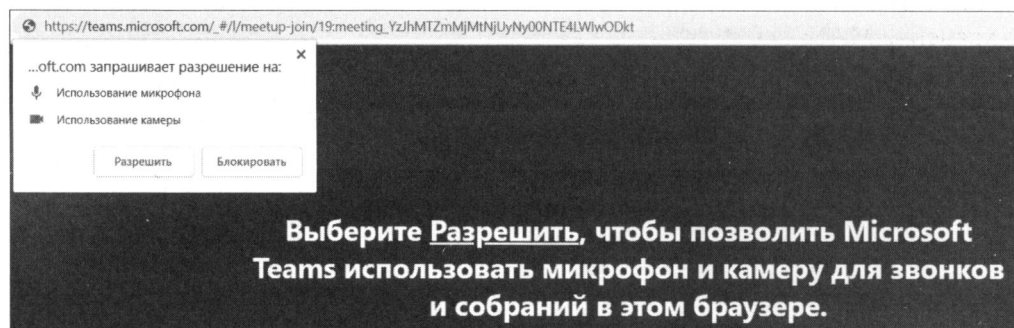 https://teams.microsoft.com/_#/l/meetup-join/19:meeting_YzJhMTZmMjMtNjUyNy00NTE4LWIwODkt
...oft.com запрашивает разрешение на:
Использование микрофона
Использование камеры
Разрешить Блокировать
Выберите Разрешить, чтобы позволить Microsoft
Teams использовать микрофон и камеру для звонков
и собраний в этом браузере.